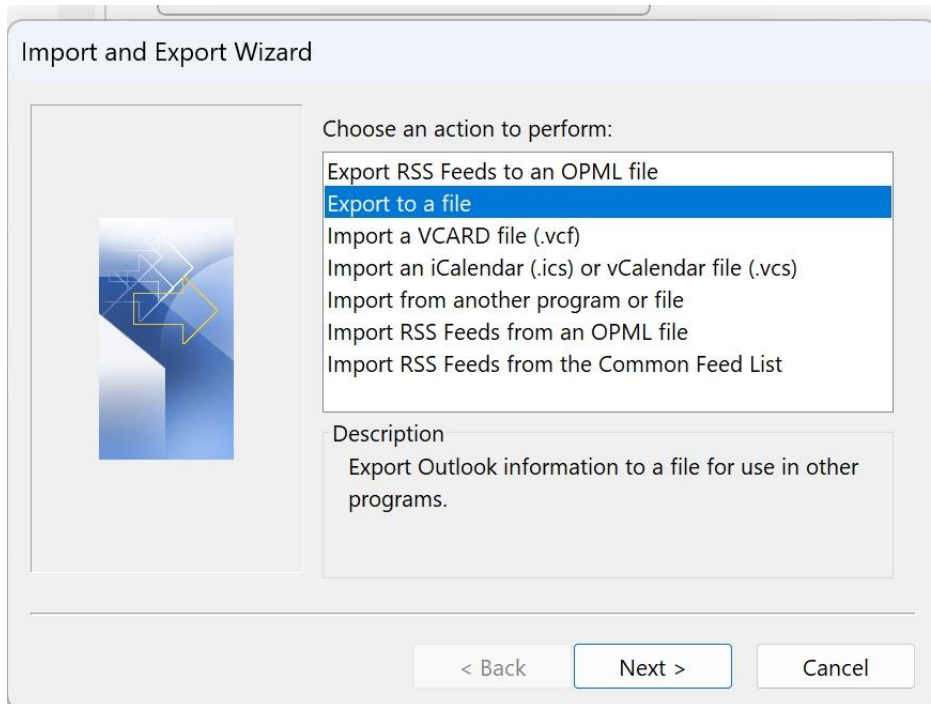 Import and Export Wizard
Choose an action to perform:
Export RSS Feeds to an OPML file
Export to a file
Import a VCARD file (.vcf)
Import an iCalendar (.ics) or vCalendar file (.vcs)
Import from another program or file
Import RSS Feeds from an OPML file
Import RSS Feeds from the Common Feed List
Description
Export Outlook information to a file for use in other
programs.
< Back
Next >
Cancel